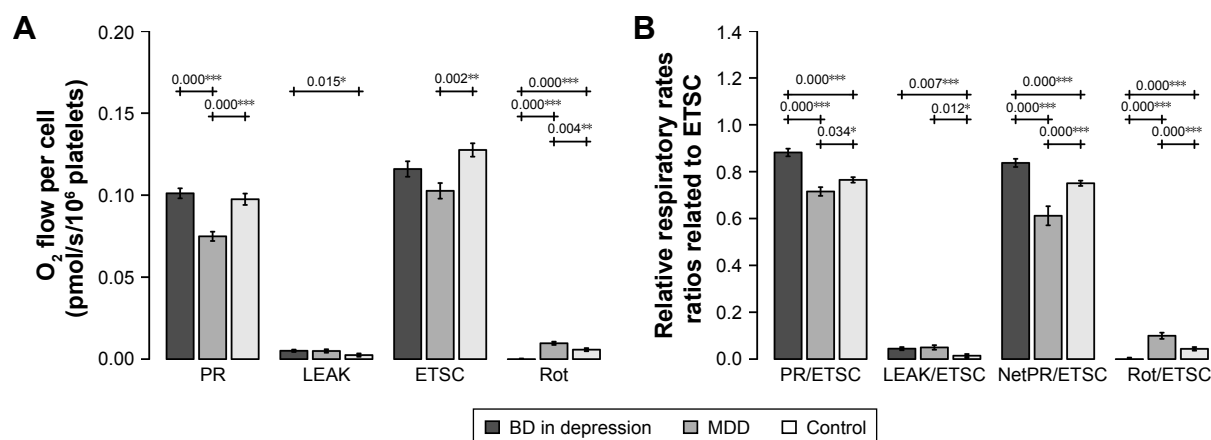 A
O₂ flow per cell
(pmol/s/10⁶ platelets)
0.20
0.15
0.10
0.05
0.00
0.000***
0.000***
0.015*
0.002**
0.000***
0.000***
0.004**
PR
LEAK
ETSC
Rot
B
Relative respiratory rates
ratios related to ETSC
1.4
1.2
1.0
0.8
0.6
0.4
0.2
0.0
0.000***
0.000***
0.034*
0.007***
0.012*
0.000***
0.000***
0.000***
0.000***
0.000***
0.000***
PR/ETSC
LEAK/ETSC
NetPR/ETSC
Rot/ETSC
BD in depression
MDD
Control